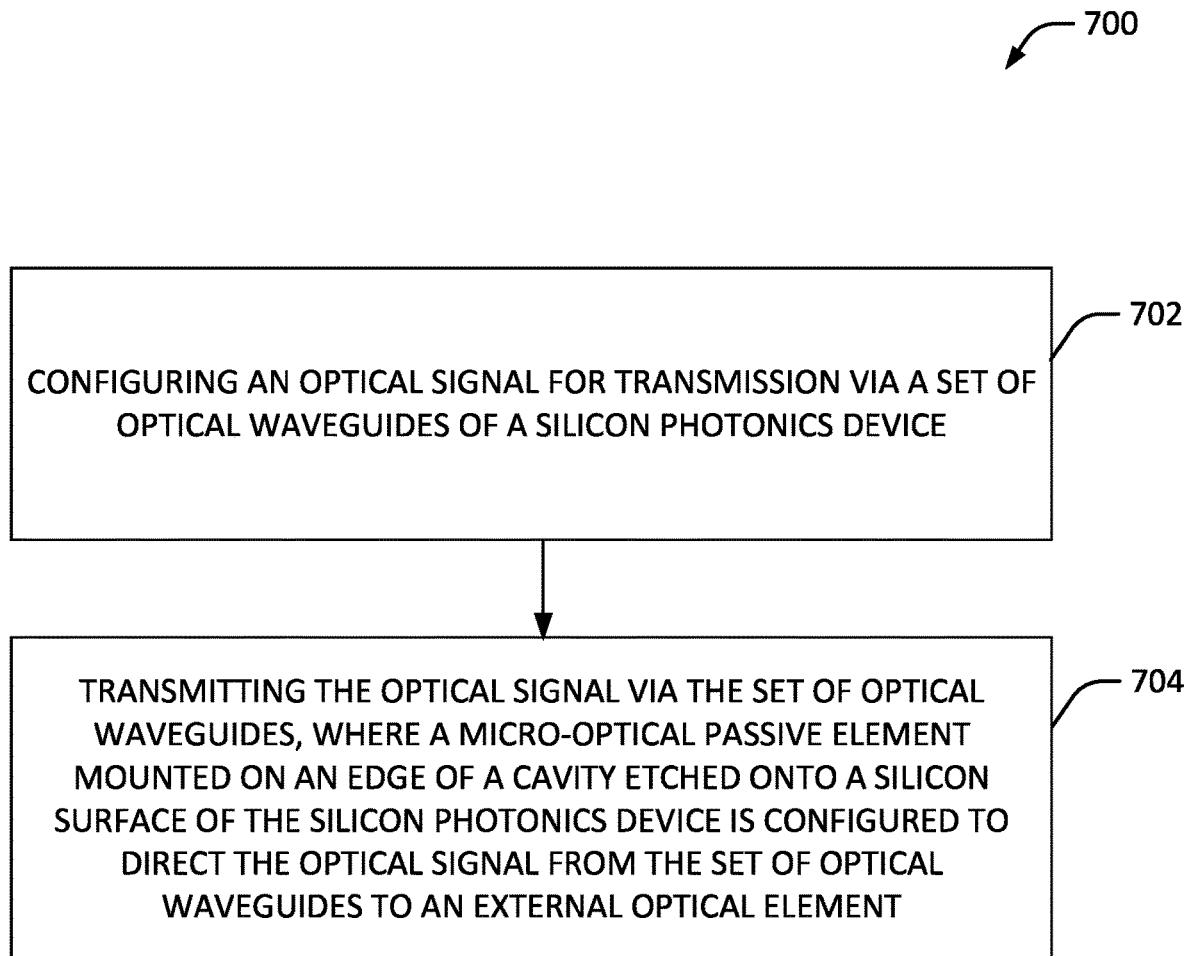 700
702
CONFIGURING AN OPTICAL SIGNAL FOR TRANSMISSION VIA A SET OF
OPTICAL WAVEGUIDES OF A SILICON PHOTONICS DEVICE
704
TRANSMITTING THE OPTICAL SIGNAL VIA THE SET OF OPTICAL
WAVEGUIDES, WHERE A MICRO-OPTICAL PASSIVE ELEMENT
MOUNTED ON AN EDGE OF A CAVITY ETCHED ONTO A SILICON
SURFACE OF THE SILICON PHOTONICS DEVICE IS CONFIGURED TO
DIRECT THE OPTICAL SIGNAL FROM THE SET OF OPTICAL
WAVEGUIDES TO AN EXTERNAL OPTICAL ELEMENT